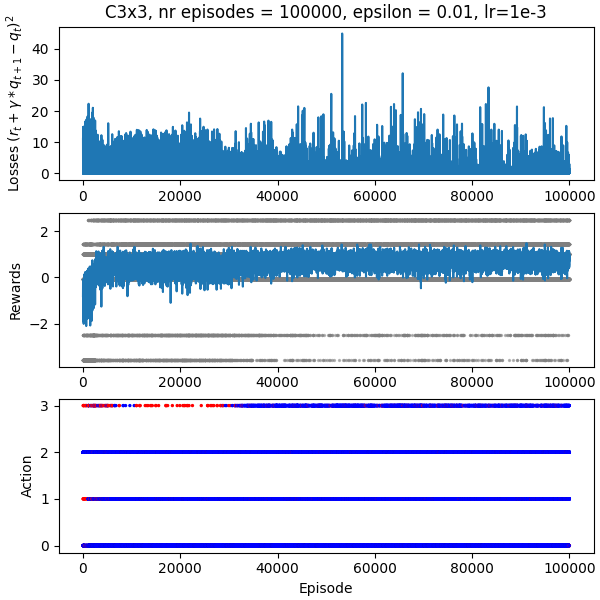 C3x3, nr episodes = 100000, epsilon = 0.01, lr=1e-3
Losses $(r_t + \gamma * q_{t+1} - q_t)^2$
40
30
20
10
0
0 20000 40000 60000 80000 100000
Rewards
2
0
−2
0 20000 40000 60000 80000 100000
Action
3
2
1
0
0 20000 40000 60000 80000 100000
Episode